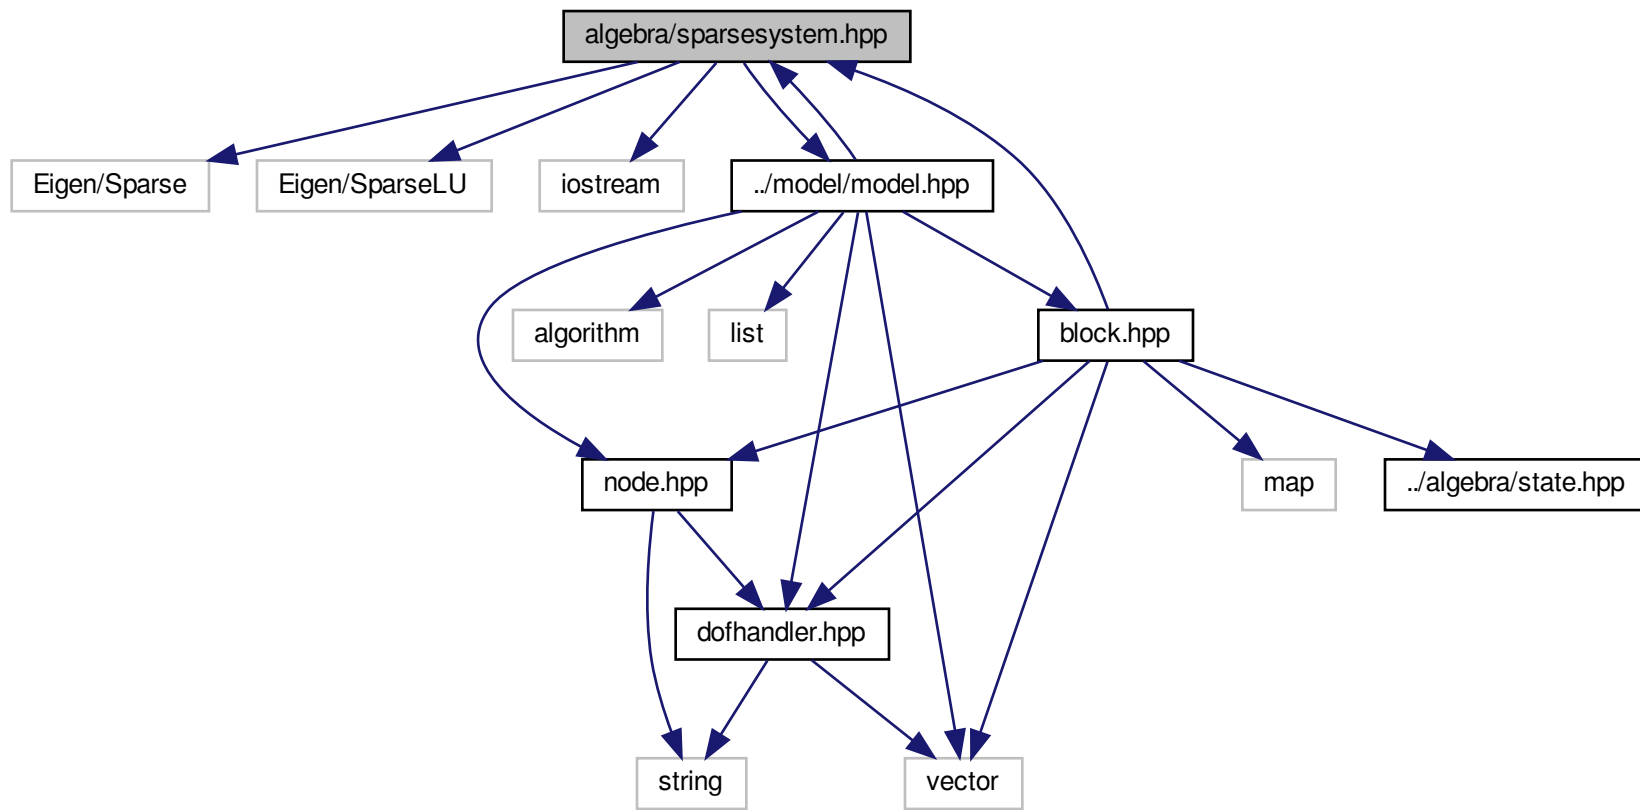 algebra/sparsesystem.hpp
Eigen/Sparse
Eigen/SparseLU
iostream
../model/model.hpp
algorithm
list
block.hpp
node.hpp
map
../algebra/state.hpp
dofhandler.hpp
string
vector